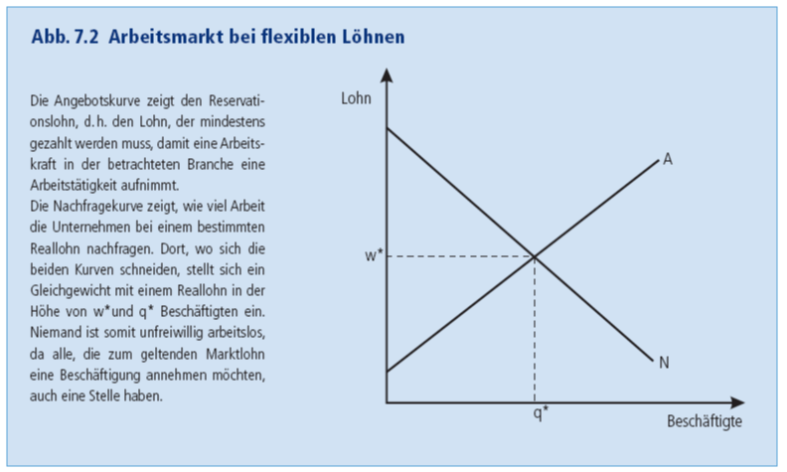 Abb. 7.2 Arbeitsmarkt bei flexiblen Löhnen
Die Angebotskurve zeigt den Reservati-
onslohn, d. h. den Lohn, der mindestens
gezahlt werden muss, damit eine Arbeits-
kraft in der betrachteten Branche eine
Arbeitstätigkeit aufnimmt.
Die Nachfragekurve zeigt, wie viel Arbeit
die Unternehmen bei einem bestimmten
Reallohn nachfragen. Dort, wo sich die
beiden Kurven schneiden, stellt sich ein
Gleichgewicht mit einem Reallohn in der
Höhe von w*und q* Beschäftigten ein.
Niemand ist somit unfreiwillig arbeitslos,
da alle, die zum geltenden Marktlohn
eine Beschäftigung annehmen möchten,
auch eine Stelle haben.
Lohn
A
w*
N
q*
Beschäftigte